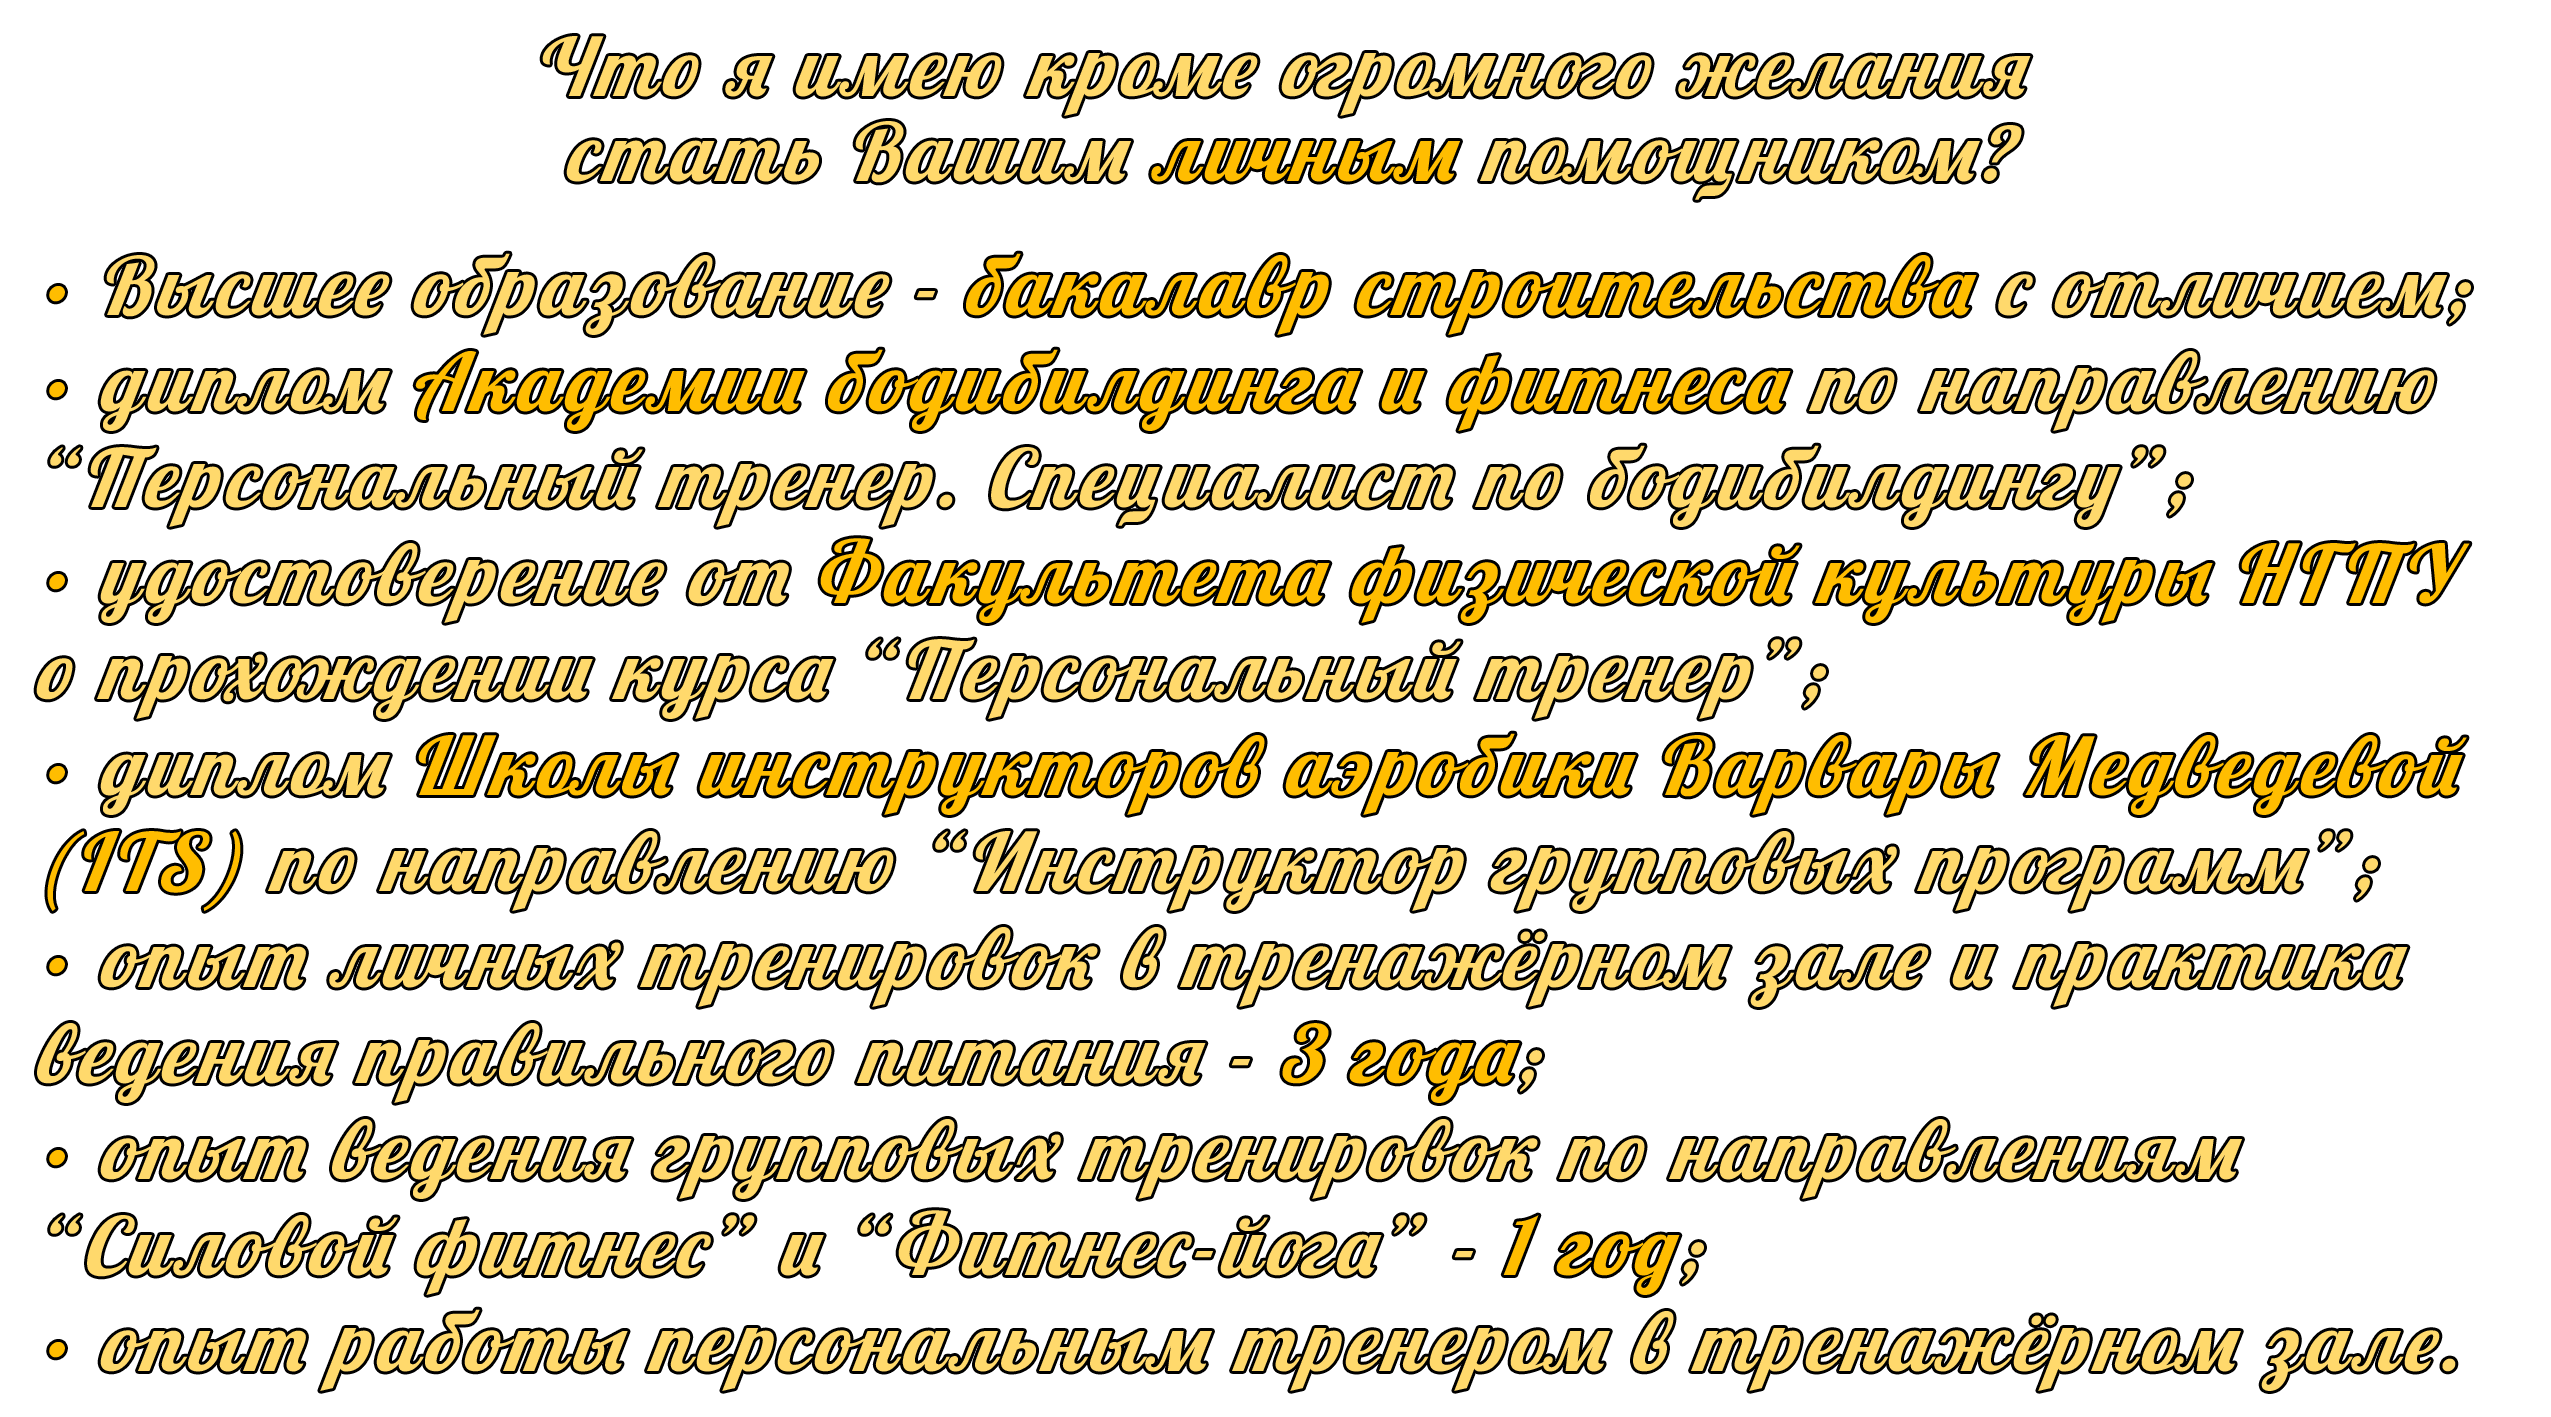 Что я имею кроме огромного желания
стать Вашим личным помощником?
• Высшее образование - бакалавр строительства с отличием;
• диплом Академии бодибилдинга и фитнеса по направлению
“Персональный тренер. Специалист по бодибилдингу”;
• удостоверение от Факультета физической культуры НГПУ
о прохождении курса “Персональный тренер”;
• диплом Школы инструкторов аэробики Варвары Медведевой
(ITS) по направлению “Инструктор групповых программ”;
• опыт личных тренировок в тренажёрном зале и практика
ведения правильного питания - 3 года;
• опыт ведения групповых тренировок по направлениям
“Силовой фитнес” и “Фитнес-йога” - 1 год;
• опыт работы персональным тренером в тренажёрном зале.